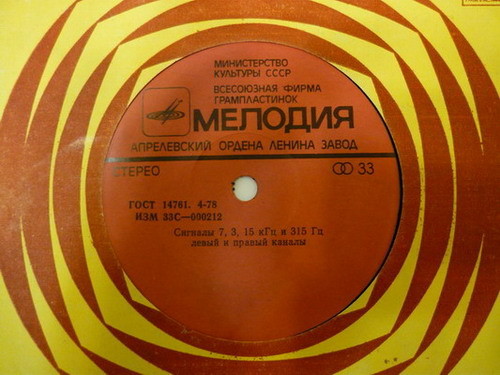 МИНИСТЕРСТВО
КУЛЬТУРЫ СССР
ВСЕСОЮЗНАЯ ФИРМА
ГРАМПЛАСТИНОК
МЕЛОДИЯ
АПРЕЛЕВСКИЙ ОРДЕНА ЛЕНИНА ЗАВОД
СТЕРЕО 33
ГОСТ 14761. 4-78
ИЗМ 33С—000212
Сигналы 7, 3, 15 кГц и 315 Гц
левый и правый каналы